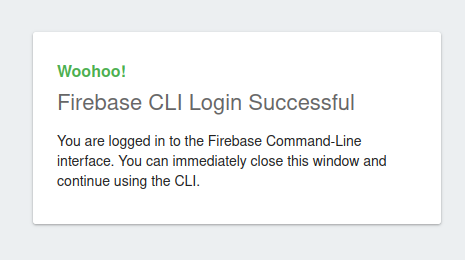 Woohoo!
Firebase CLI Login Successful
You are logged in to the Firebase Command-Line
interface. You can immediately close this window and
continue using the CLI.